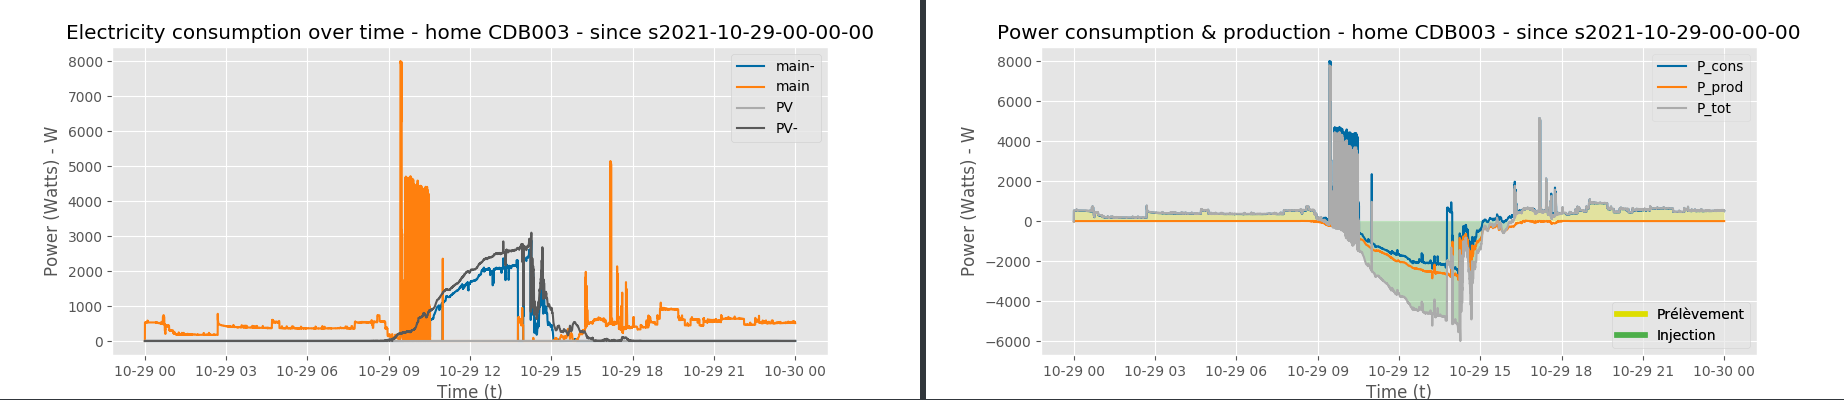 Electricity consumption over time - home CDB003 - since s2021-10-29-00-00-00
8000
7000
6000
5000
4000
3000
2000
1000
0
Power (Watts) - W
main-
main
PV
PV-
10-29 00 10-29 03 10-29 06 10-29 09 10-29 12 10-29 15 10-29 18 10-29 21 10-30 00
Time (t)
Power consumption & production - home CDB003 - since s2021-10-29-00-00-00
8000
6000
4000
2000
0
−2000
−4000
−6000
Power (Watts) - W
P_cons
P_prod
P_tot
Prélèvement
Injection
10-29 00 10-29 03 10-29 06 10-29 09 10-29 12 10-29 15 10-29 18 10-29 21 10-30 00
Time (t)